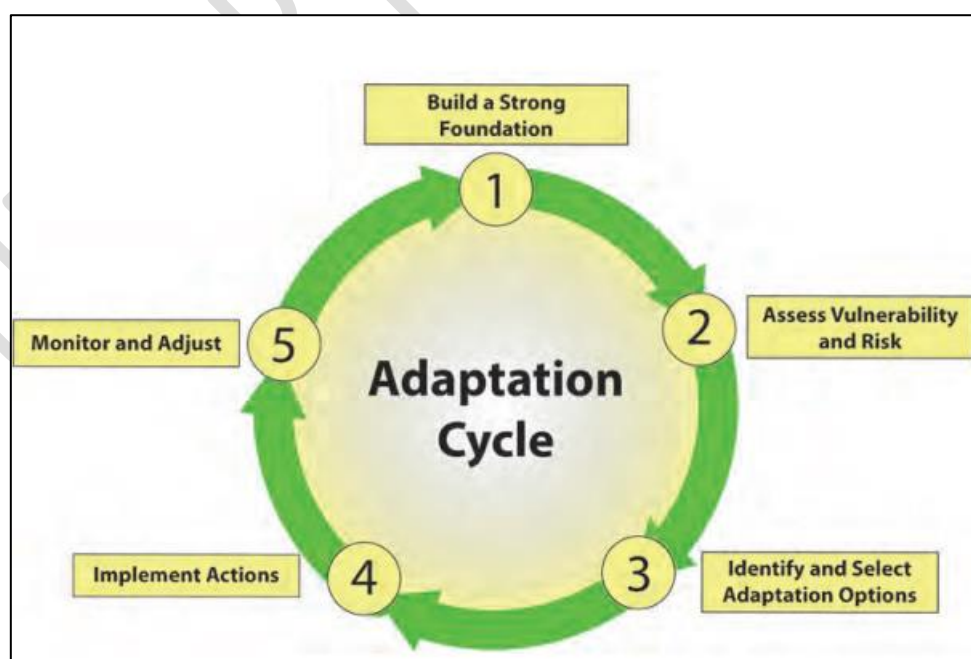 Build a Strong
Foundation
1
2
Assess Vulnerability
and Risk
Adaptation
Cycle
5
Monitor and Adjust
3
Identify and Select
Adaptation Options
4
Implement Actions